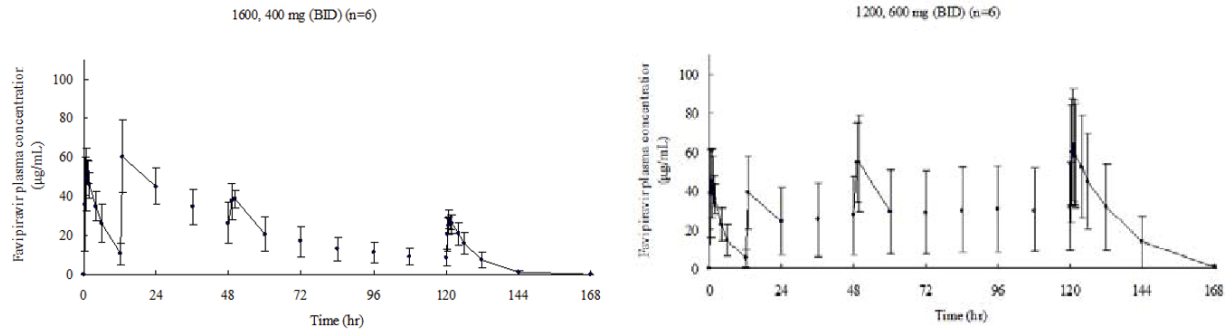 1600, 400 mg (BID) (n=6)
Favipiravir plasma concentration
(μg/mL)
100
80
60
40
20
0
0 24 48 72 96 120 144 168
Time (hr)
1200, 600 mg (BID) (n=6)
Favipiravir plasma concentration
(μg/mL)
100
80
60
40
20
0
0 24 48 72 96 120 144 168
Time (hr)